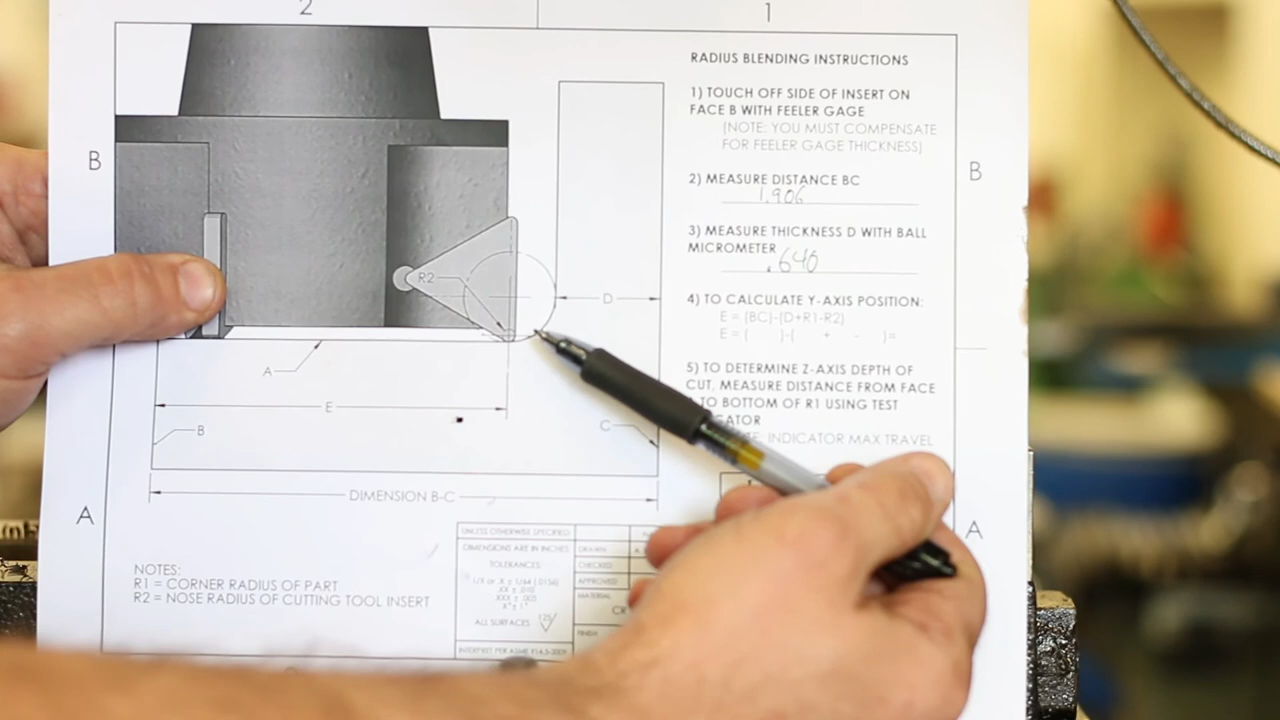 2
1
B
B
A
A
R2
D
A
E
B
C
DIMENSION B-C
RADIUS BLENDING INSTRUCTIONS
1) TOUCH OFF SIDE OF INSERT ON
FACE B WITH FEELER GAGE
(NOTE: YOU MUST COMPENSATE
FOR FEELER GAGE THICKNESS)
2) MEASURE DISTANCE BC
1.906
3) MEASURE THICKNESS D WITH BALL
MICROMETER
.640
4) TO CALCULATE Y-AXIS POSITION:
E = (BC)-(D+R1-R2)
E = ( )-( + - )=
5) TO DETERMINE Z-AXIS DEPTH OF
CUT, MEASURE DISTANCE FROM FACE
TO BOTTOM OF R1 USING TEST
INDICATOR MAX TRAVEL
NOTES:
R1 = CORNER RADIUS OF PART
R2 = NOSE RADIUS OF CUTTING TOOL INSERT
UNLESS OTHERWISE SPECIFIED:
DIMENSIONS ARE IN INCHES
TOLERANCES:
1/X or .X ± 1/64 (.0156)
.XX ± .010
.XXX ± .005
X° ± 1°
ALL SURFACES 125
INTERPRET PER ASME Y14.5-2009
DRAWN
CHECKED
APPROVED
MATERIAL
CR
FINISH